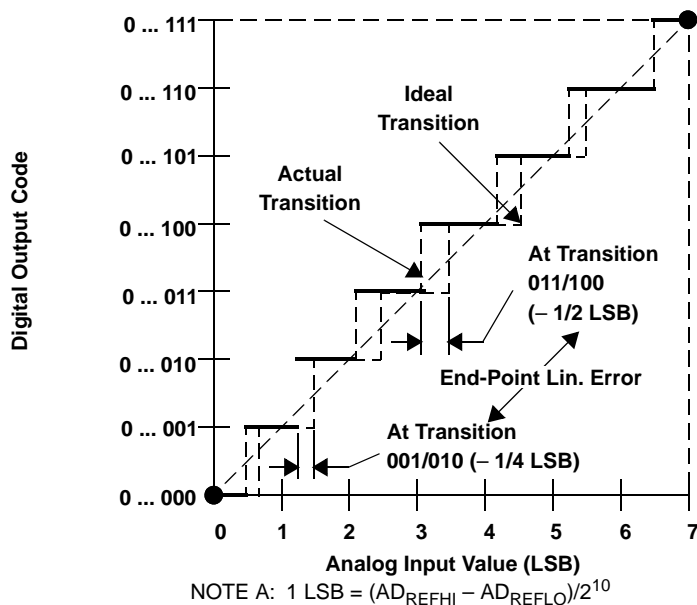 0 ... 111
0 ... 110
0 ... 101
0 ... 100
0 ... 011
0 ... 010
0 ... 001
0 ... 000
Digital Output Code
Ideal
Transition
Actual
Transition
At Transition
011/100
(– 1/2 LSB)
End-Point Lin. Error
At Transition
001/010 (– 1/4 LSB)
0 1 2 3 4 5 6 7
Analog Input Value (LSB)
NOTE A: 1 LSB = (AD_REFHI – AD_REFLO)/2^10